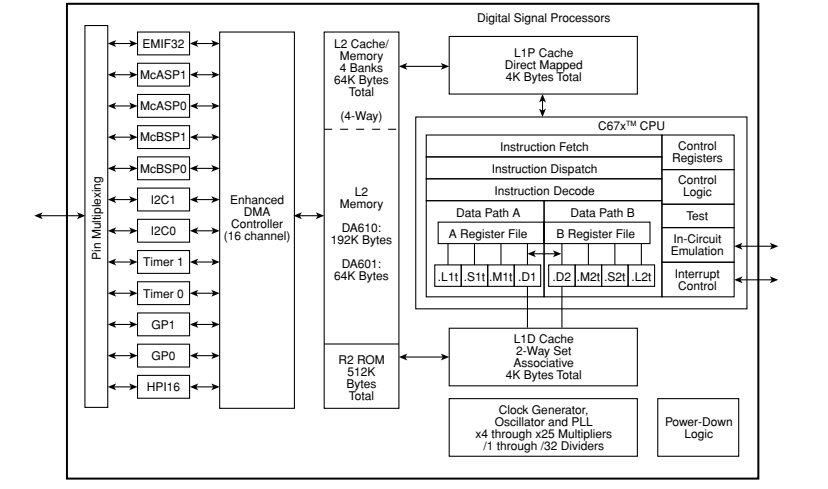 Digital Signal Processors
Pin Multiplexing
EMIF32
McASP1
McASP0
McBSP1
McBSP0
I2C1
I2C0
Timer 1
Timer 0
GP1
GP0
HPI16
Enhanced
DMA
Controller
(16 channel)
L2 Cache/
Memory
4 Banks
64K Bytes
Total
(4-Way)
L2
Memory
DA610:
192K Bytes
DA601:
64K Bytes
R2 ROM
512K
Bytes
Total
L1P Cache
Direct Mapped
4K Bytes Total
C67x™ CPU
Instruction Fetch
Instruction Dispatch
Instruction Decode
Data Path A
Data Path B
A Register File
B Register File
.L1t .S1t .M1t .D1
.D2 .M2t .S2t .L2t
Control
Registers
Control
Logic
Test
In-Circuit
Emulation
Interrupt
Control
L1D Cache
2-Way Set
Associative
4K Bytes Total
Clock Generator,
Oscillator and PLL
x4 through x25 Multipliers
/1 through /32 Dividers
Power-Down
Logic